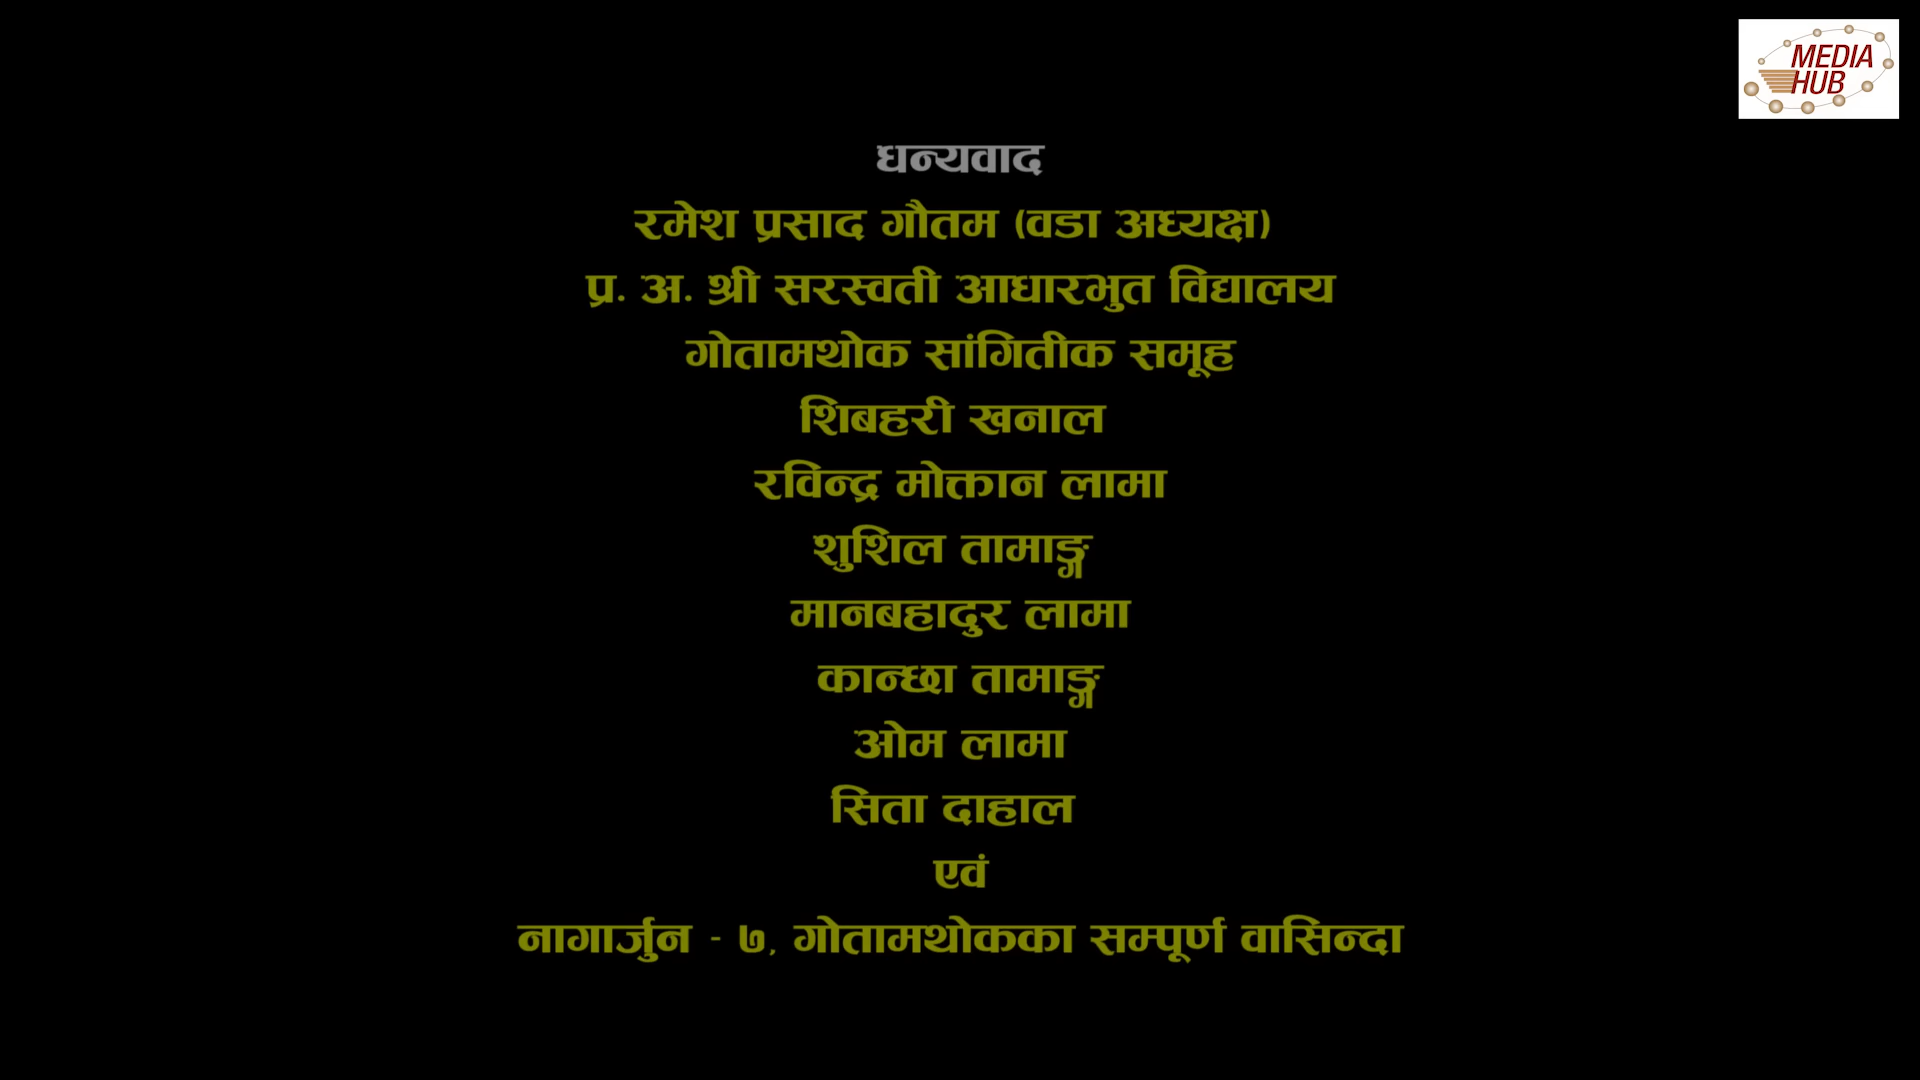 MEDIA
HUB
धन्यवाद
रमेश प्रसाद गौतम (वडा अध्यक्ष)
प्र. अ. श्री सरस्वती आधारभुत विद्यालय
गोतामथोक सांगितीक समूह
शिबहरी खनाल
रविन्द्र मोक्तान लामा
शुशिल तामाङ्ग
मानबहादुर लामा
कान्छा तामाङ्ग
ओम लामा
सिता दाहाल
एवं
नागार्जुन - ७, गोतामथोकका सम्पूर्ण वासिन्दा